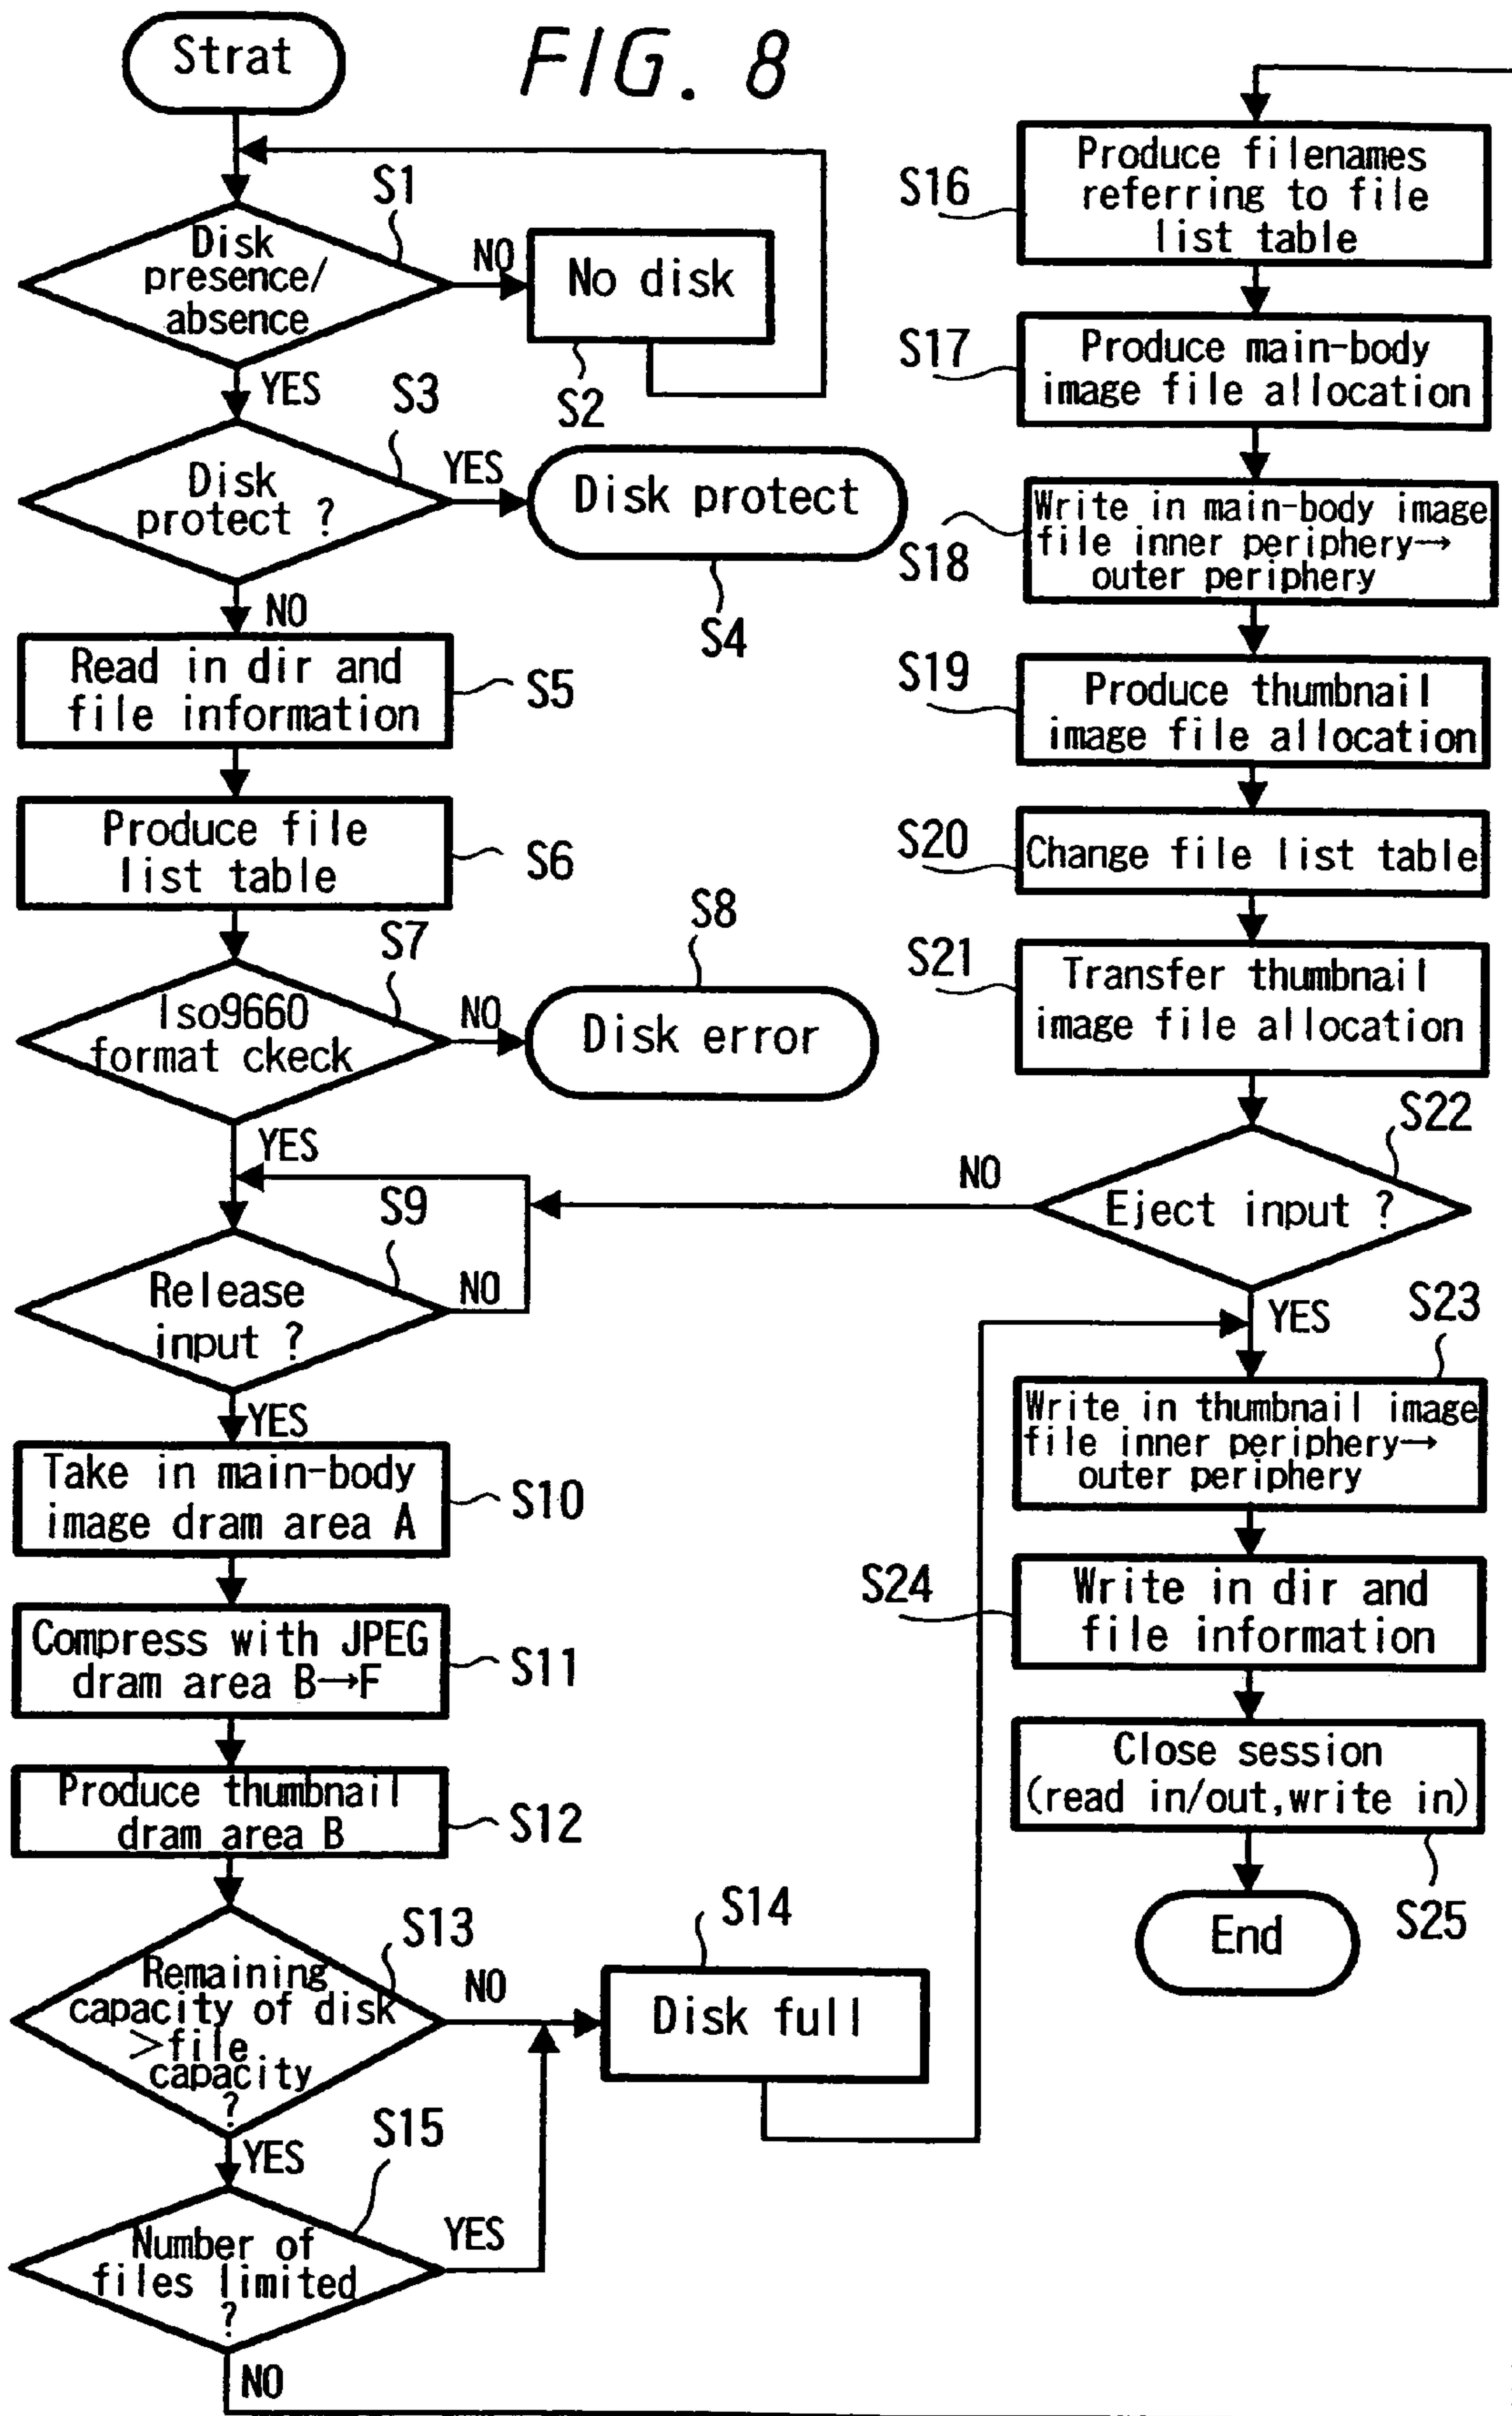 FIG. 8
Strat
S1
Disk
presence/
absence
NO
No disk
S2
YES
S3
Disk
protect ?
YES
Disk protect
S4
NO
Read in dir and
file information
S5
Produce file
list table
S6
S7
Iso9660
format ckeck
NO
S8
Disk error
YES
S9
Release
input ?
NO
YES
Take in main-body
image dram area A
S10
Compress with JPEG
dram area B→F
S11
Produce thumbnail
dram area B
S12
S13
Remaining
capacity of disk
>file
capacity
?
NO
S14
Disk full
YES
S15
Number of
files limited
?
YES
NO
S16
Produce filenames
referring to file
list table
S17
Produce main-body
image file allocation
S18
Write in main-body image
file inner periphery→
outer periphery
S19
Produce thumbnail
image file allocation
S20
Change file list table
S21
Transfer thumbnail
image file allocation
S22
Eject input ?
NO
YES
S23
Write in thumbnail image
file inner periphery→
outer periphery
S24
Write in dir and
file information
Close session
(read in/out,write in)
S25
End